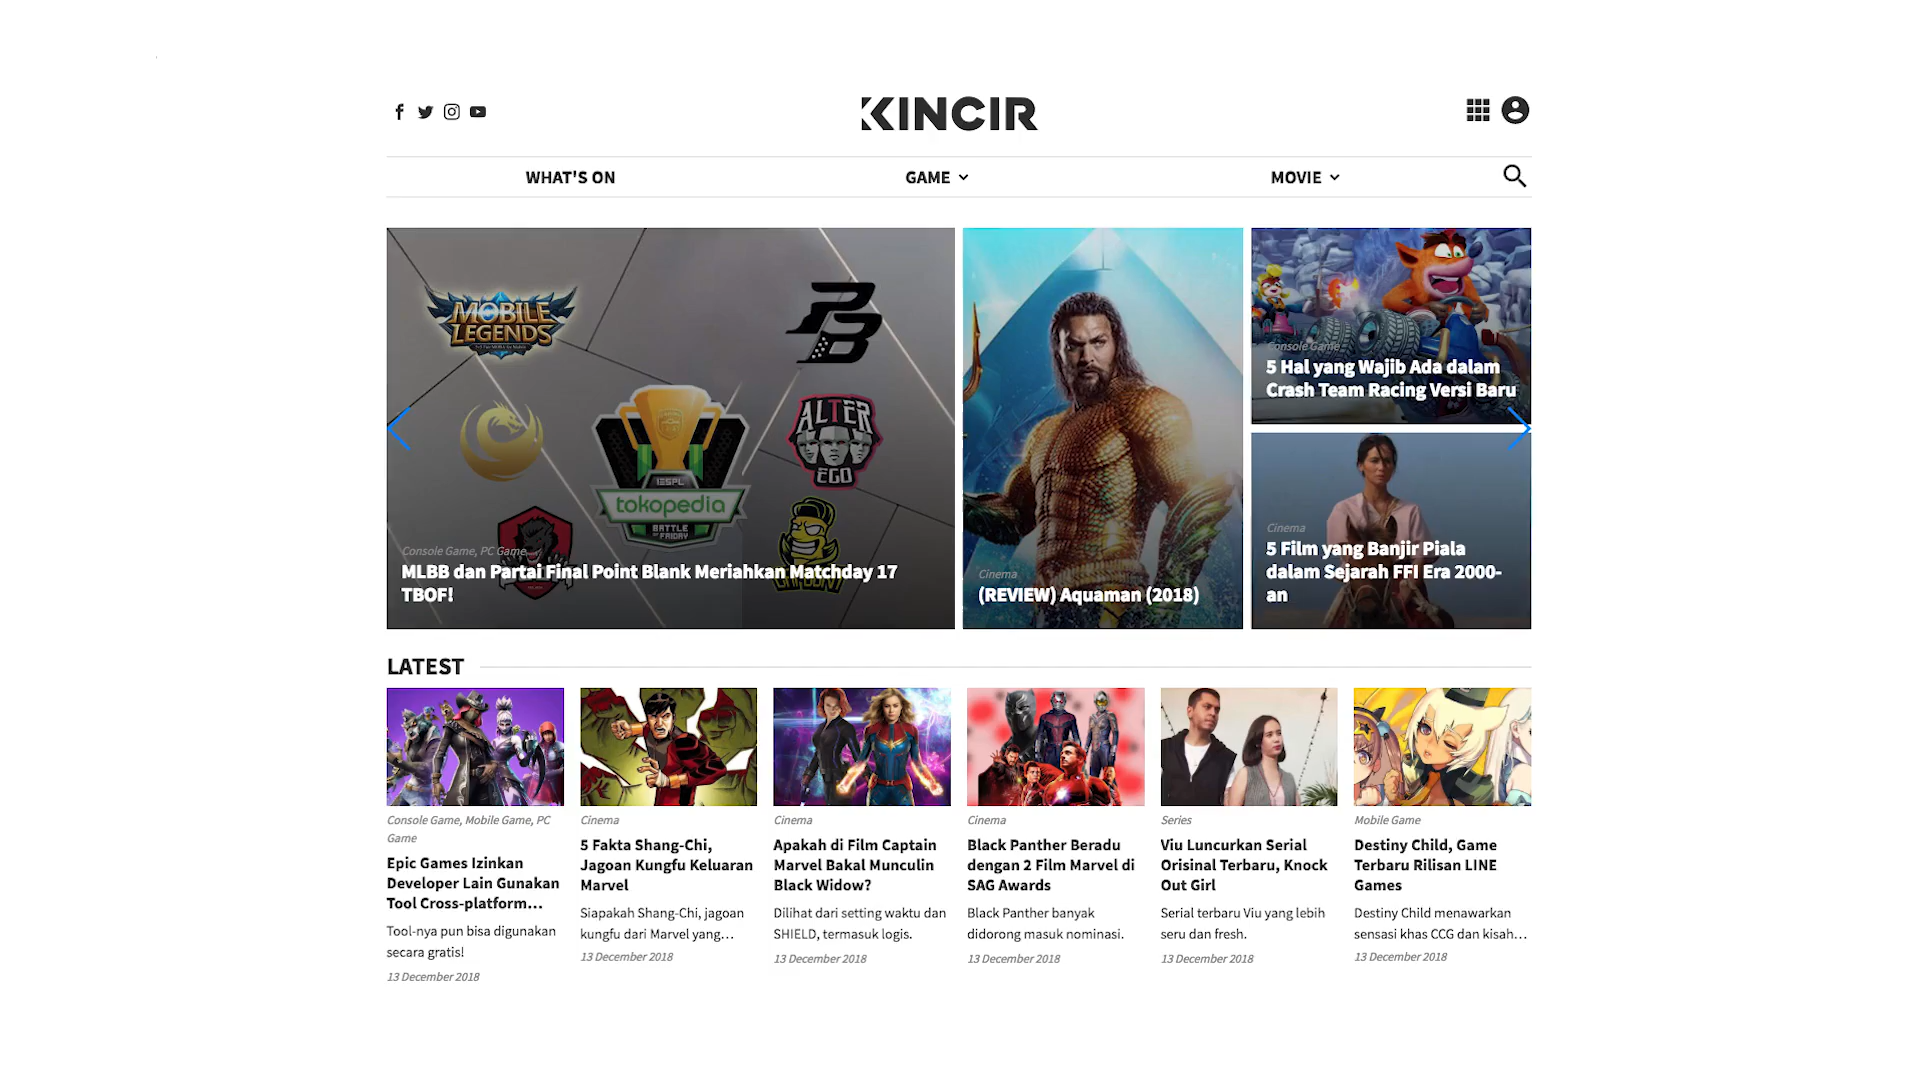 KINCIR
WHAT'S ON
GAME
MOVIE
MOBILE
LEGENDS
PB
ALTER
EGO
IESPL
tokopedia
BATTLE
OF FRIDAY
Console Game, PC Game
MLBB dan Partai Final Point Blank Meriahkan Matchday 17
TBOF!
Cinema
(REVIEW) Aquaman (2018)
Console Game
5 Hal yang Wajib Ada dalam
Crash Team Racing Versi Baru
Cinema
5 Film yang Banjir Piala
dalam Sejarah FFI Era 2000-
an
LATEST
Console Game, Mobile Game, PC
Game
Epic Games Izinkan
Developer Lain Gunakan
Tool Cross-platform...
Tool-nya pun bisa digunakan
secara gratis!
13 December 2018
Cinema
5 Fakta Shang-Chi,
Jagoan Kungfu Keluaran
Marvel
Siapakah Shang-Chi, jagoan
kungfu dari Marvel yang...
13 December 2018
Cinema
Apakah di Film Captain
Marvel Bakal Munculin
Black Widow?
Dilihat dari setting waktu dan
SHIELD, termasuk logis.
13 December 2018
Cinema
Black Panther Beradu
dengan 2 Film Marvel di
SAG Awards
Black Panther banyak
didorong masuk nominasi.
13 December 2018
Series
Viu Luncurkan Serial
Orisinal Terbaru, Knock
Out Girl
Serial terbaru Viu yang lebih
seru dan fresh.
13 December 2018
Mobile Game
Destiny Child, Game
Terbaru Rilisan LINE
Games
Destiny Child menawarkan
sensasi khas CCG dan kisah...
13 December 2018